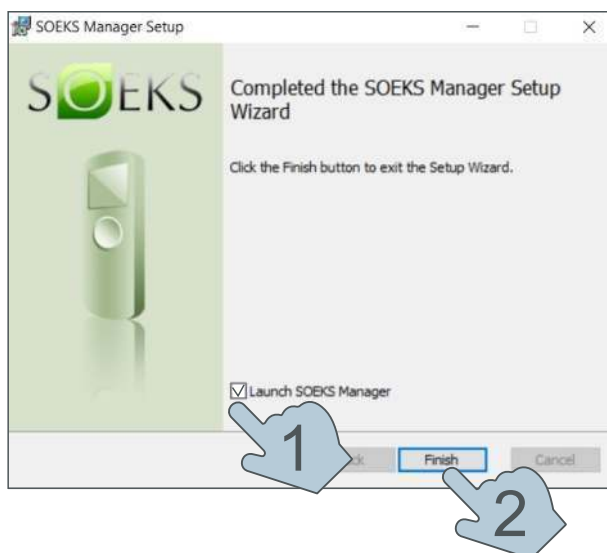 SOEKS Manager Setup
SOEKS
Completed the SOEKS Manager Setup
Wizard
Click the Finish button to exit the Setup Wizard.
Launch SOEKS Manager
1
Finish
Cancel
2